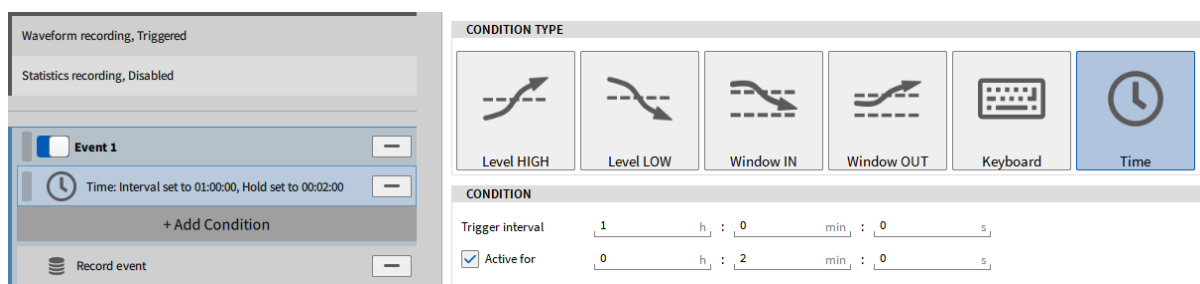 Waveform recording, Triggered
Statistics recording, Disabled
Event 1
Time: Interval set to 01:00:00, Hold set to 00:02:00
+ Add Condition
Record event
CONDITION TYPE
Level HIGH
Level LOW
Window IN
Window OUT
Keyboard
Time
CONDITION
Trigger interval 1 h : 0 min : 0 s
Active for 0 h : 2 min : 0 s